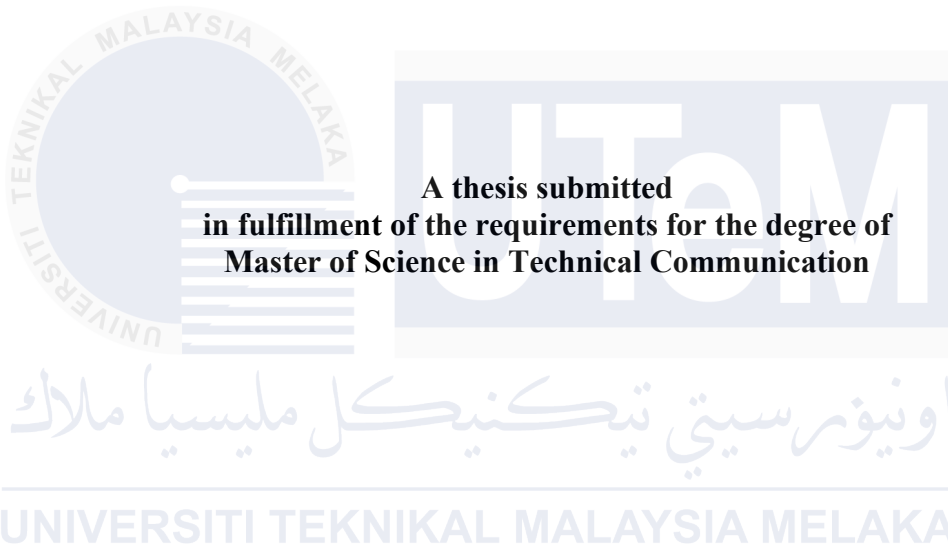 UNIVERSITI TEKNIKAL MALAYSIA MELAKA
UTeM
A thesis submitted
in fulfillment of the requirements for the degree of
Master of Science in Technical Communication
اونيۏرسيتي تيكنيكل مليسيا ملاك
UNIVERSITI TEKNIKAL MALAYSIA MELAKA